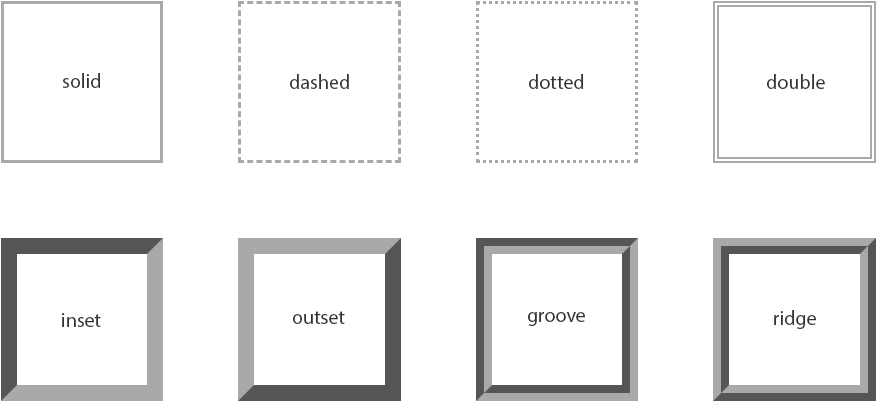 solid
dashed
dotted
double
inset
outset
groove
ridge